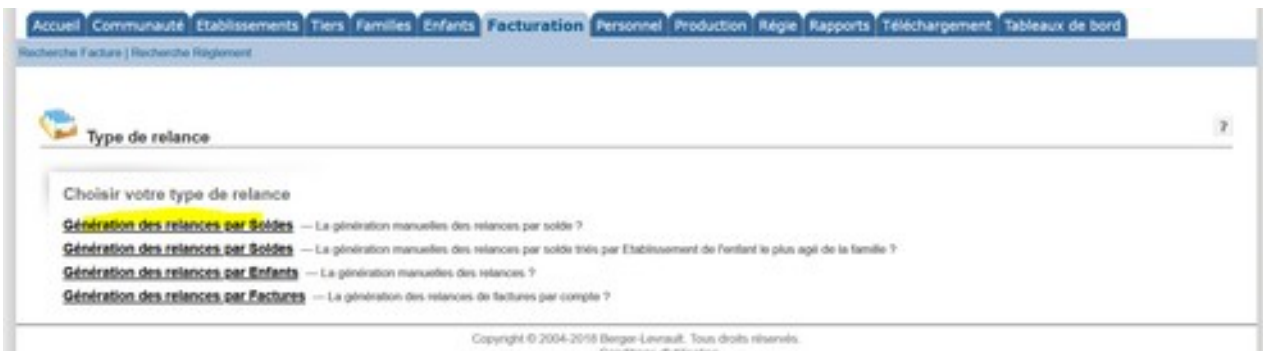 Accueil Communauté Etablissements Tiers Familles Enfants Facturation Personnel Production Régie Rapports Téléchargement Tableaux de bord
Recherche Facture | Recherche Règlement
Type de relance
?
Choisir votre type de relance
Génération des relances par Soldes — La génération manuelles des relances par solde ?
Génération des relances par Soldes — La génération manuelles des relances par solde triés par Etablissement de l'enfant le plus agé de la famille ?
Génération des relances par Enfants — La génération manuelles des relances ?
Génération des relances par Factures — La génération des relances de factures par compte ?
Copyright © 2004-2018 Berger-Levrault. Tous droits réservés.